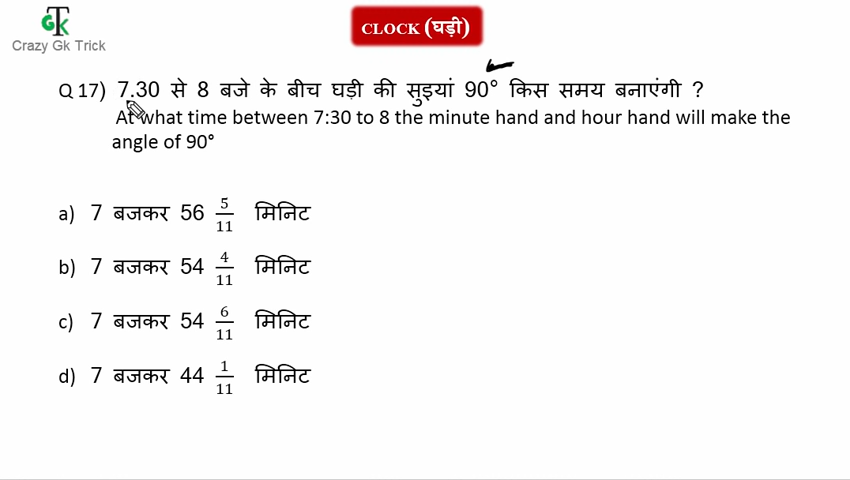 CLOCK (घड़ी)
GTK
Crazy Gk Trick
Q 17) 7.30 से 8 बजे के बीच घड़ी की सुइयां 90° किस समय बनाएंगी ?
At what time between 7:30 to 8 the minute hand and hour hand will make the
angle of 90°
a) 7 बजकर 56 5/11 मिनिट
b) 7 बजकर 54 4/11 मिनिट
c) 7 बजकर 54 6/11 मिनिट
d) 7 बजकर 44 1/11 मिनिट